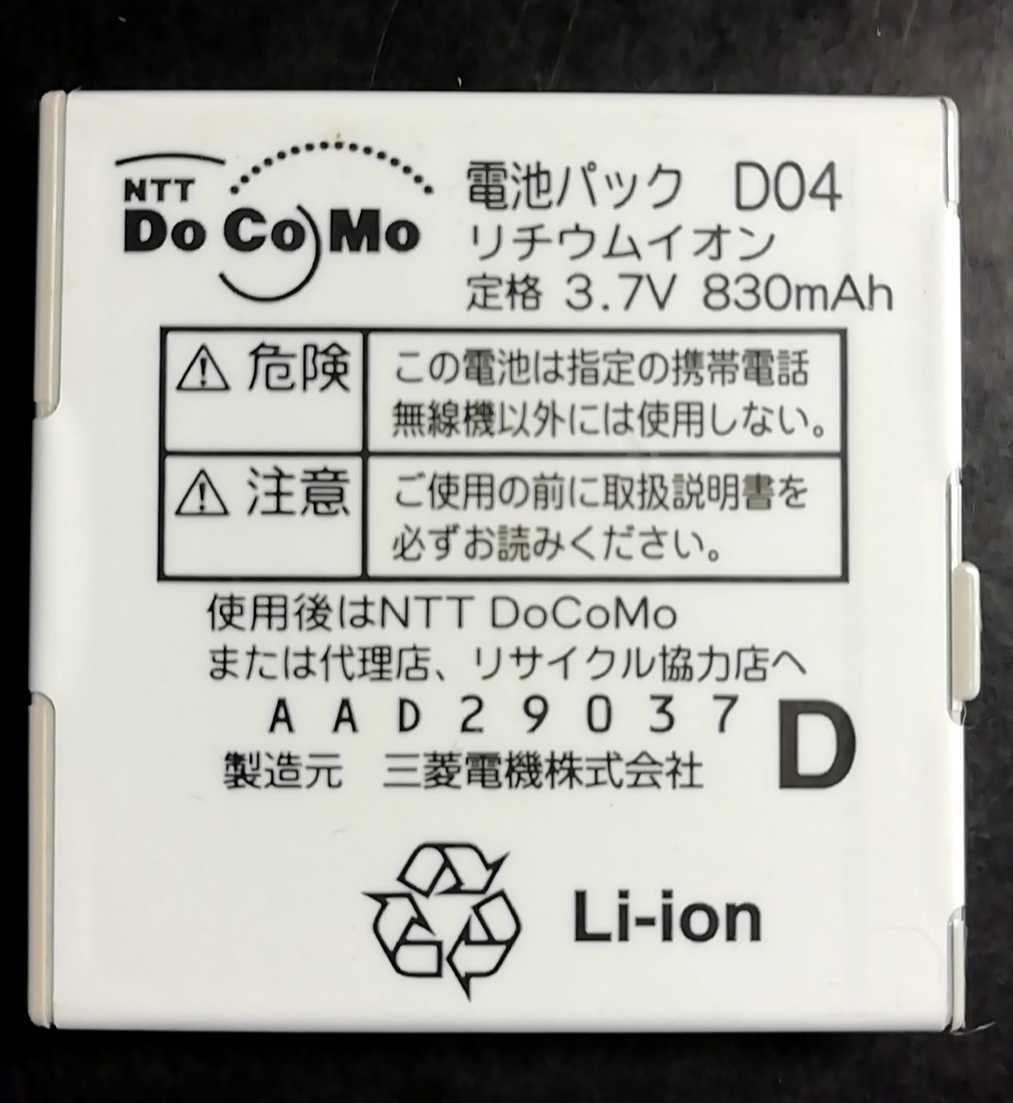 NTT
DoCoMo
電池パック D04
リチウムイオン
定格 3.7V 830mAh
危険
この電池は指定の携帯電話
無線機以外には使用しない。
注意
ご使用の前に取扱説明書を
必ずお読みください。
使用後はNTT DoCoMo
または代理店、リサイクル協力店へ
AAD29037
D
製造元 三菱電機株式会社
Li-ion